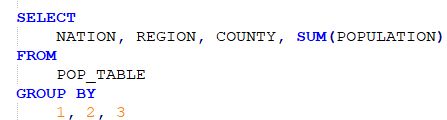 SELECT
NATION, REGION, COUNTY, SUM(POPULATION)
FROM
POP_TABLE
GROUP BY
1, 2, 3